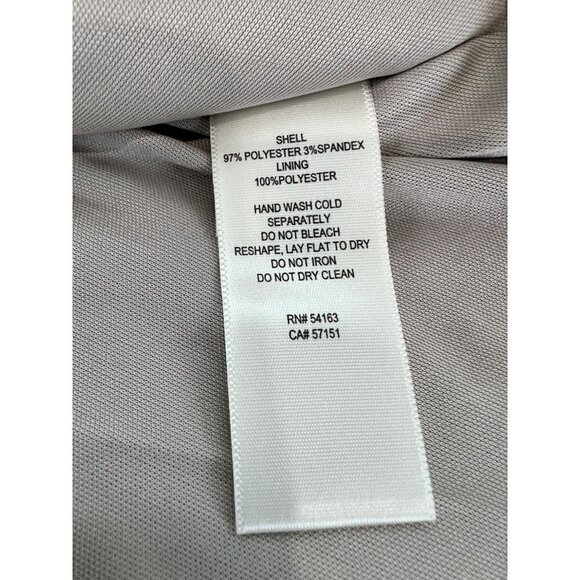 SHELL
97% POLYESTER 3%SPANDEX
LINING
100%POLYESTER
HAND WASH COLD
SEPARATELY
DO NOT BLEACH
RESHAPE, LAY FLAT TO DRY
DO NOT IRON
DO NOT DRY CLEAN
RN# 54163
CA# 57151